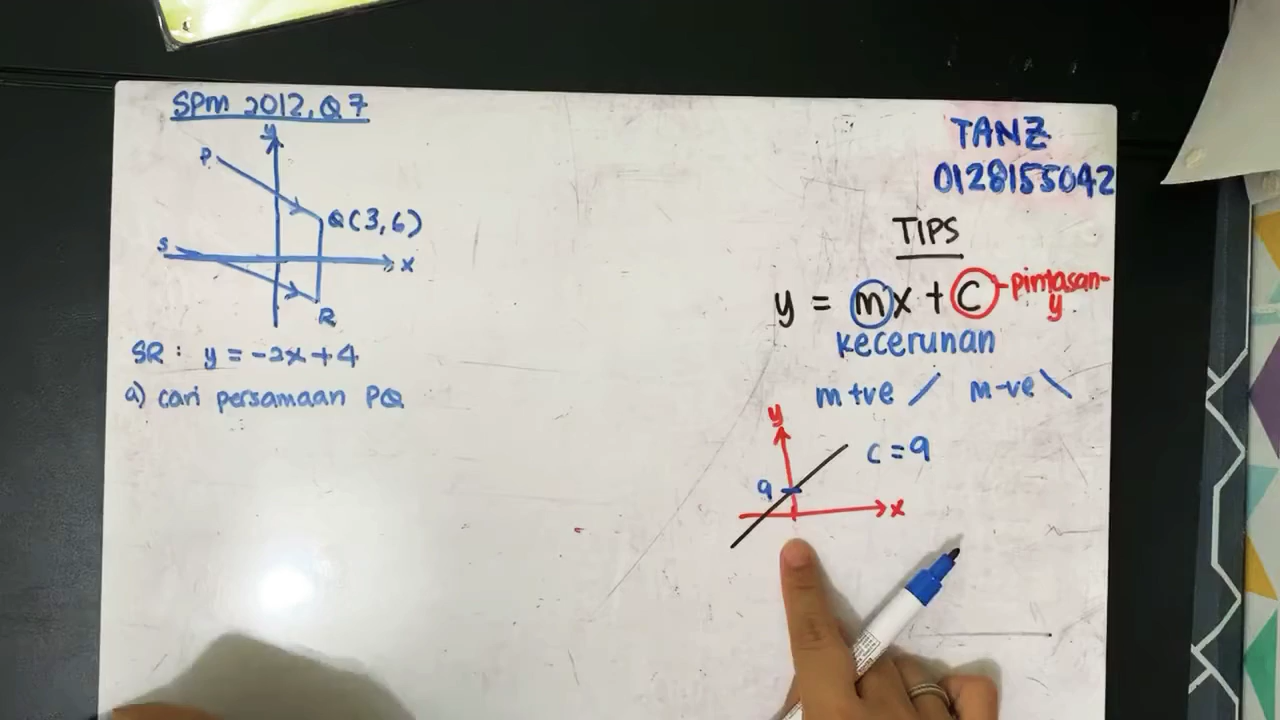 SPM 2012, Q7
y
P
Q(3,6)
S
x
R
SR : y = -2x+4
a) cari persamaan PQ
TANZ
0128155042
TIPS
y = mx + c - pintasan-
y
kecerunan
m +ve / m -ve \
y
c = 9
9
x